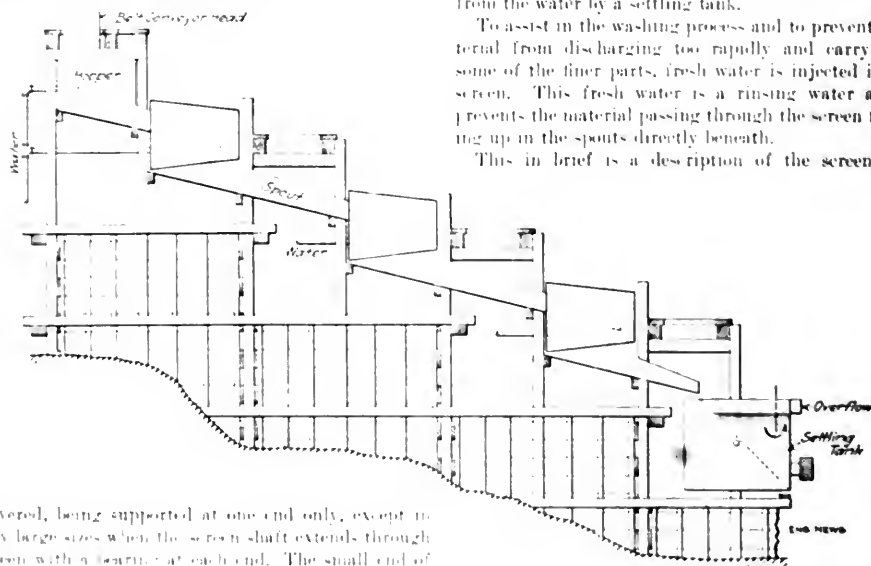 from the water by a settling tank.
To assist in the washing process and to prevent
terial from discharging too rapidly and carry
some of the finer parts, fresh water is injected i
screen. This fresh water is a rinsing water a
prevents the material passing through the screen f
ing up in the spouts directly beneath.
This in brief is a description of the screen
Belt Conveyor Head
Hopper
Water
Spout
Water
Overflow
Settling
Tank
ENG NEWS
vered, being supported at one end only, except in
y large sizes when the screen shaft extends through
een with a bearing at each end. The small end of